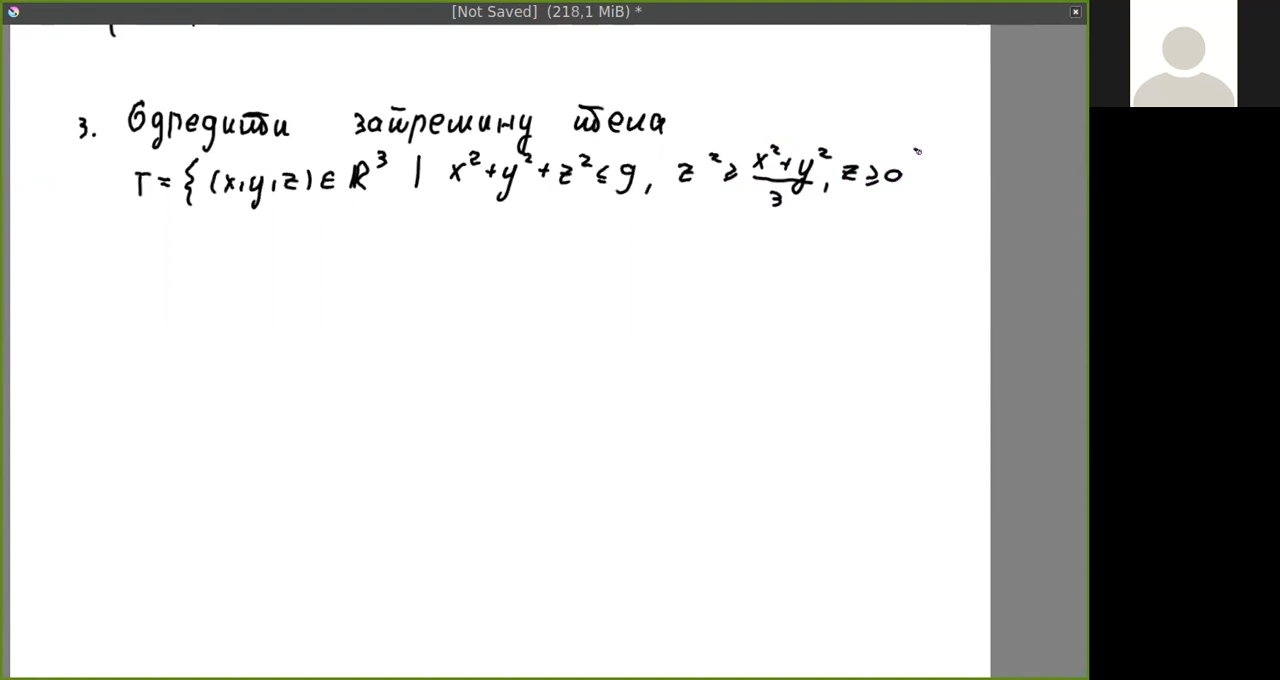 [Not Saved] (218,1 MiB) *
3. Одредити запремину тела
T = { (x,y,z) ∈ ℝ³ | x² + y² + z² ≤ 9, z² ≥ \frac{x²+y²}{3}, z ≥ 0